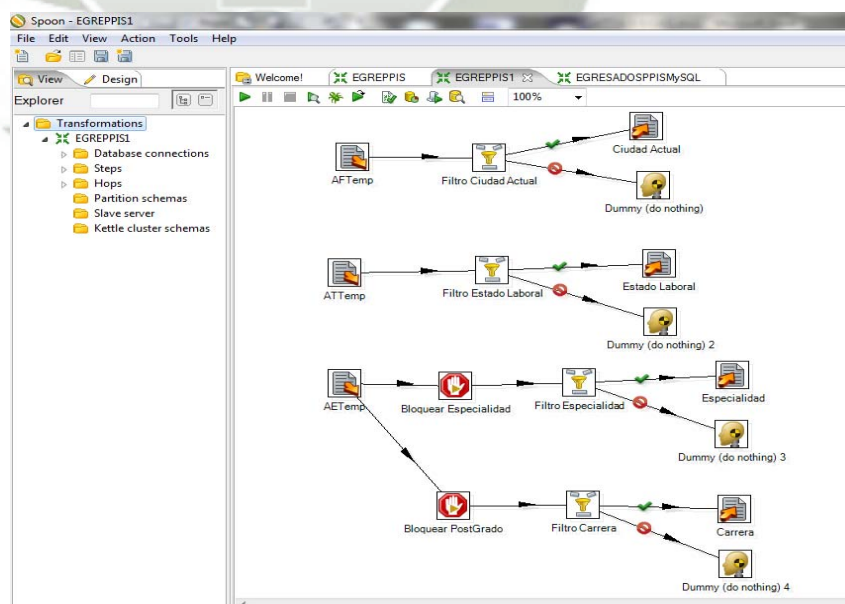 Spoon - EGREPPIS1
File Edit View Action Tools Help
View Design
Explorer
Transformations
EGREPPIS1
Database connections
Steps
Hops
Partition schemas
Slave server
Kettle cluster schemas
Welcome! EGREPPIS EGREPPIS1 EGRESADOSPPISMySQL
100%
AFTemp
Filtro Ciudad Actual
Ciudad Actual
Dummy (do nothing)
ATTemp
Filtro Estado Laboral
Estado Laboral
Dummy (do nothing) 2
AETemp
Bloquear Especialidad
Filtro Especialidad
Especialidad
Dummy (do nothing) 3
Bloquear PostGrado
Filtro Carrera
Carrera
Dummy (do nothing) 4